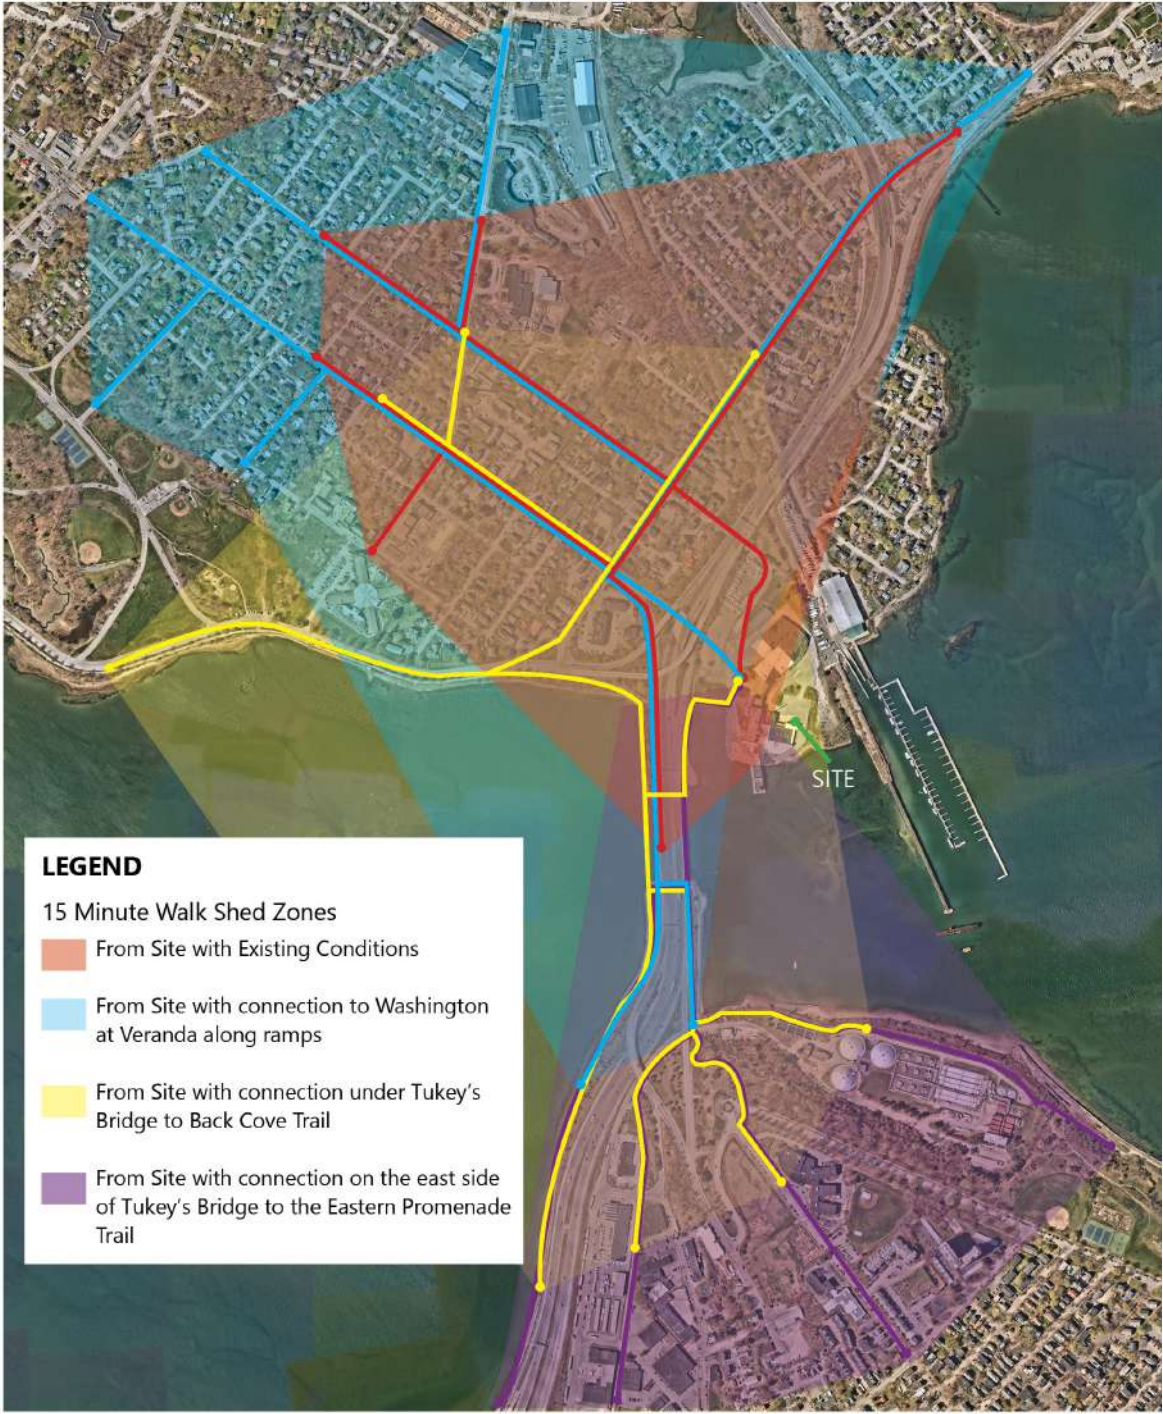 SITE
LEGEND
15 Minute Walk Shed Zones
From Site with Existing Conditions
From Site with connection to Washington
at Veranda along ramps
From Site with connection under Tukey's
Bridge to Back Cove Trail
From Site with connection on the east side
of Tukey's Bridge to the Eastern Promenade
Trail